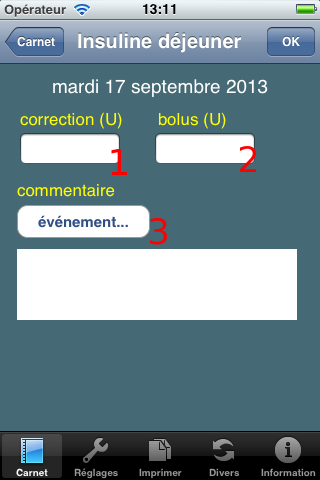 Opérateur 13:11
Carnet Insuline déjeuner OK
mardi 17 septembre 2013
correction (U) bolus (U)
1 2
commentaire
événement... 3
Carnet Réglages Imprimer Divers Information